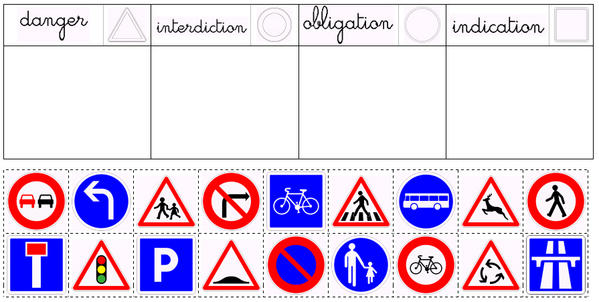 danger
interdiction
obligation
indication
P